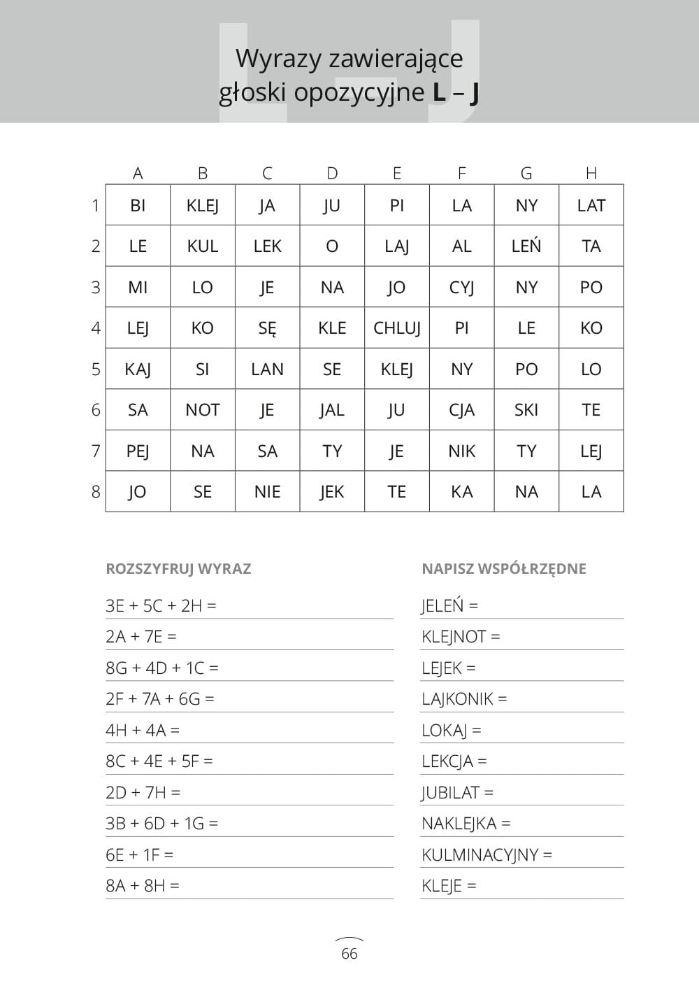 Wyrazy zawierające
głoski opozycyjne L – J
A B C D E F G H
1 BI KLEJ JA JU PI LA NY LAT
2 LE KUL LEK O LAJ AL LEŃ TA
3 MI LO JE NA JO CYJ NY PO
4 LEJ KO SĘ KLE CHLUJ PI LE KO
5 KAJ SI LAN SE KLEJ NY PO LO
6 SA NOT JE JAL JU CJA SKI TE
7 PEJ NA SA TY JE NIK TY LEJ
8 JO SE NIE JEK TE KA NA LA
ROZSZYFRUJ WYRAZ
3E + 5C + 2H =
2A + 7E =
8G + 4D + 1C =
2F + 7A + 6G =
4H + 4A =
8C + 4E + 5F =
2D + 7H =
3B + 6D + 1G =
6E + 1F =
8A + 8H =
NAPISZ WSPÓŁRZĘDNE
JELEŃ =
KLEJNOT =
LEJEK =
LAJKONIK =
LOKAJ =
LEKCJA =
JUBILAT =
NAKLEJKA =
KULMINACYJNY =
KLEJE =
66